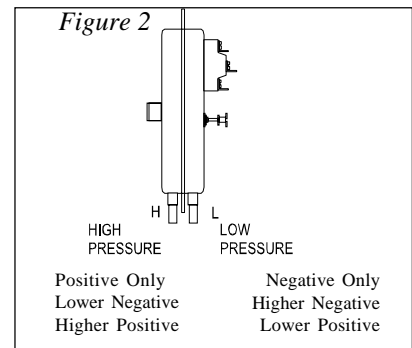 Figure 2
H L
HIGH LOW
PRESSURE PRESSURE
Positive Only Negative Only
Lower Negative Higher Negative
Higher Positive Lower Positive